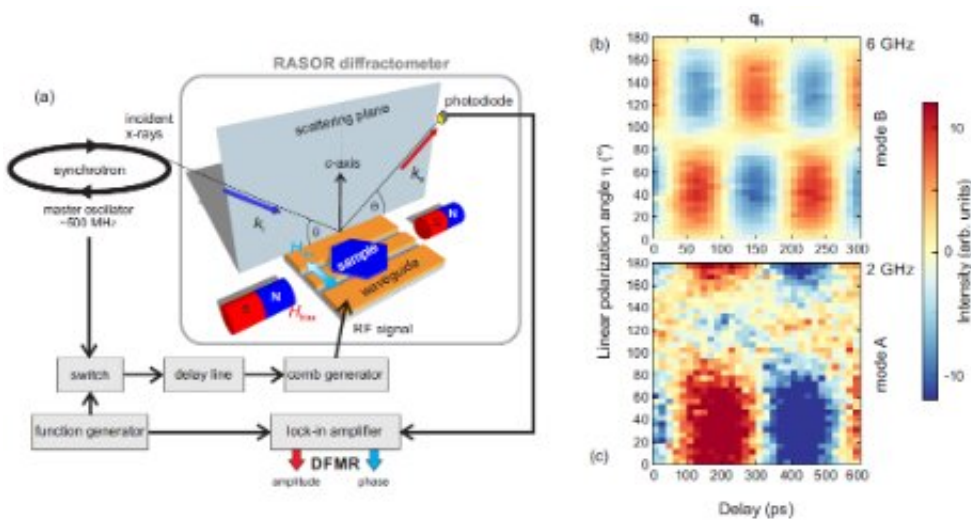 (a)
RASOR diffractometer
photodiode
scattering plane
incident
x-rays
c-axis
synchrotron
master oscillator
~500 MHz
k
θ
sample
waveguide
N
N
RF signal
switch
delay line
comb generator
function generator
lock-in amplifier
DFMR
amplitude
phase
(b)
6 GHz
mode B
180
160
140
120
100
80
60
40
20
0
0 50 100 150 200 250 300
Linear polarization angle η (°)
2 GHz
mode A
180
160
140
120
100
80
60
40
20
0
(c)
0 100 200 300 400 500 600
Delay (ps)
10
0
-10
Intensity (arb. units)